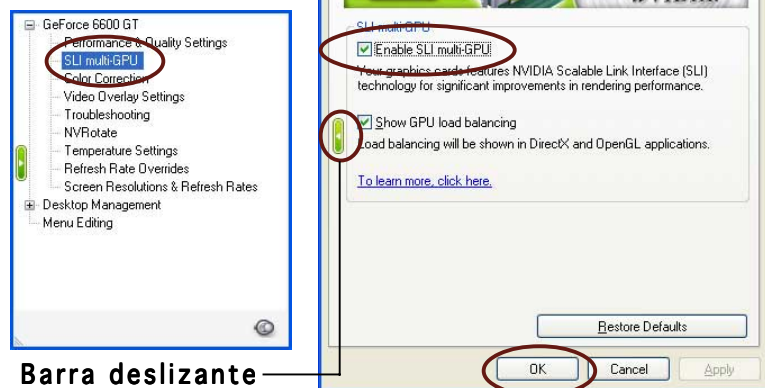 GeForce 6600 GT
Performance & Quality Settings
SLI multi-GPU
Color Correction
Video Overlay Settings
Troubleshooting
NVRotate
Temperature Settings
Refresh Rate Overrides
Screen Resolutions & Refresh Rates
Desktop Management
Menu Editing
SLI multi-GPU
Enable SLI multi-GPU
Your graphics cards features NVIDIA Scalable Link Interface (SLI)
technology for significant improvements in rendering performance.
Show GPU load balancing
Load balancing will be shown in DirectX and OpenGL applications.
To learn more, click here.
Restore Defaults
OK Cancel Apply
Barra deslizante